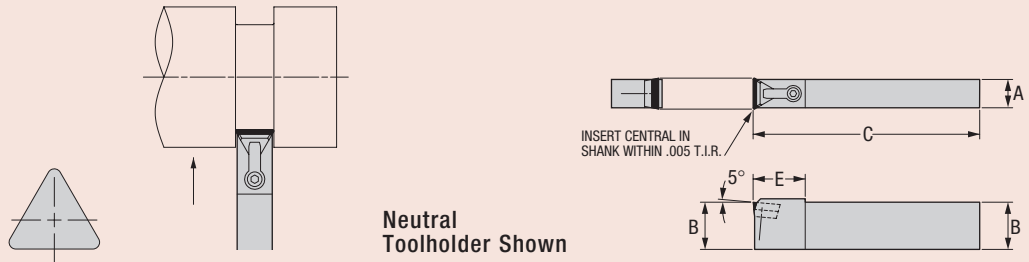 A
C
INSERT CENTRAL IN
SHANK WITHIN .005 T.I.R.
5°
E
B
B
Neutral
Toolholder Shown